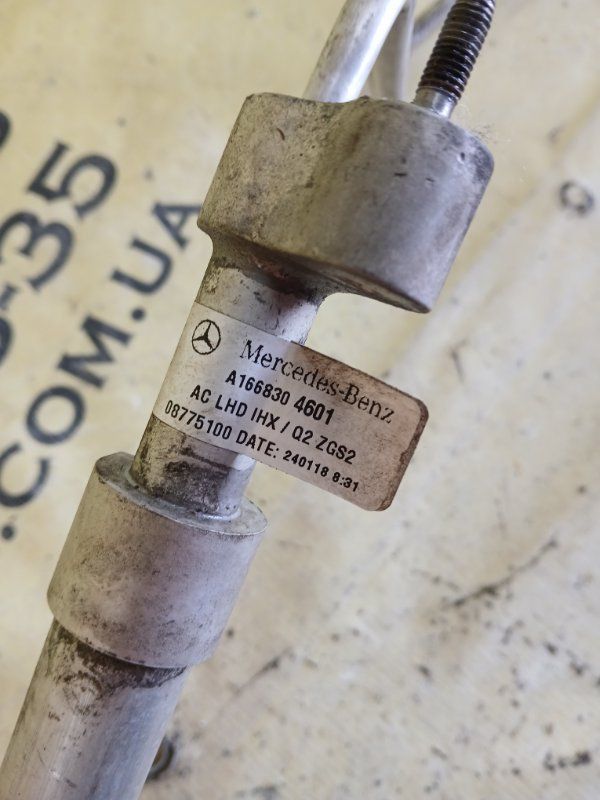 Mercedes-Benz
A166830 4601
AC LHD IHX / Q2 ZGS2
08775100 DATE: 240118 8:31
-35
.COM.UA